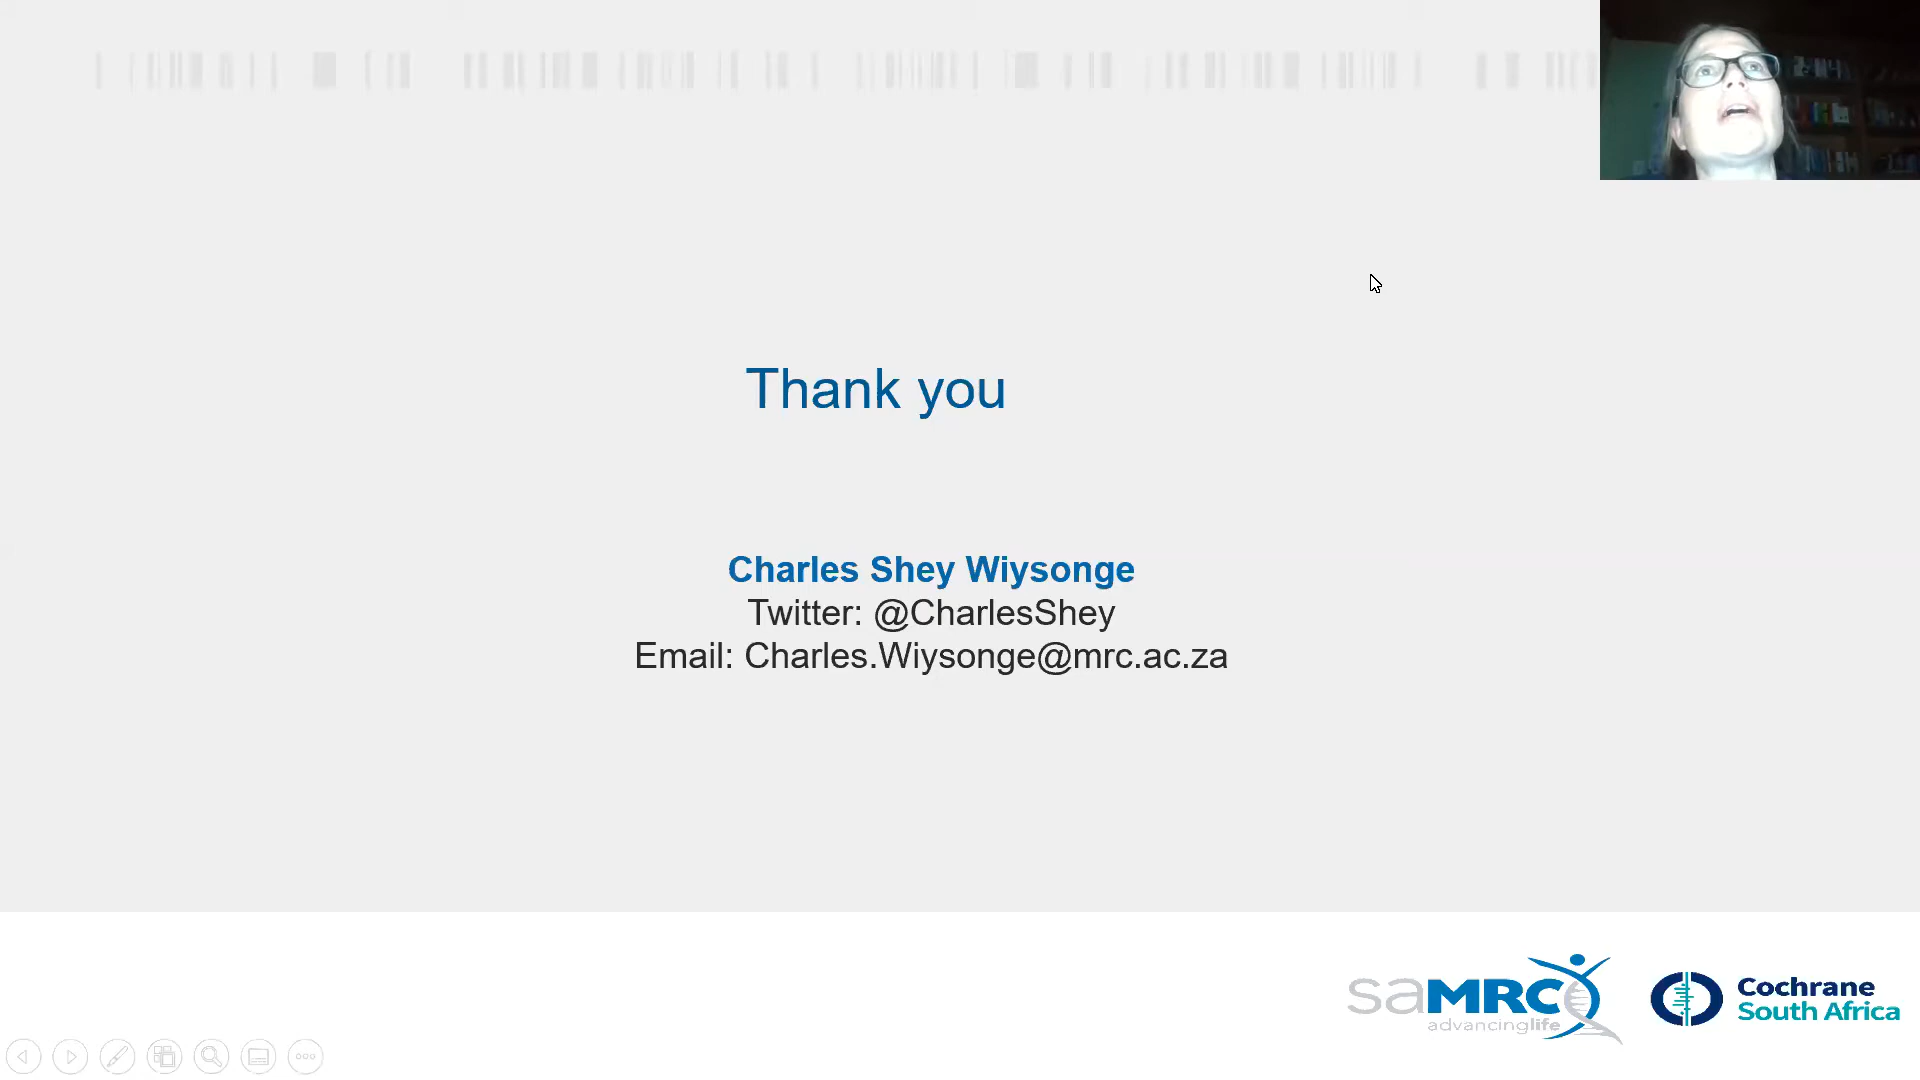 Thank you
Charles Shey Wiysonge
Twitter: @CharlesShey
Email: Charles.Wiysonge@mrc.ac.za
saMRC
advancinglife
Cochrane
South Africa